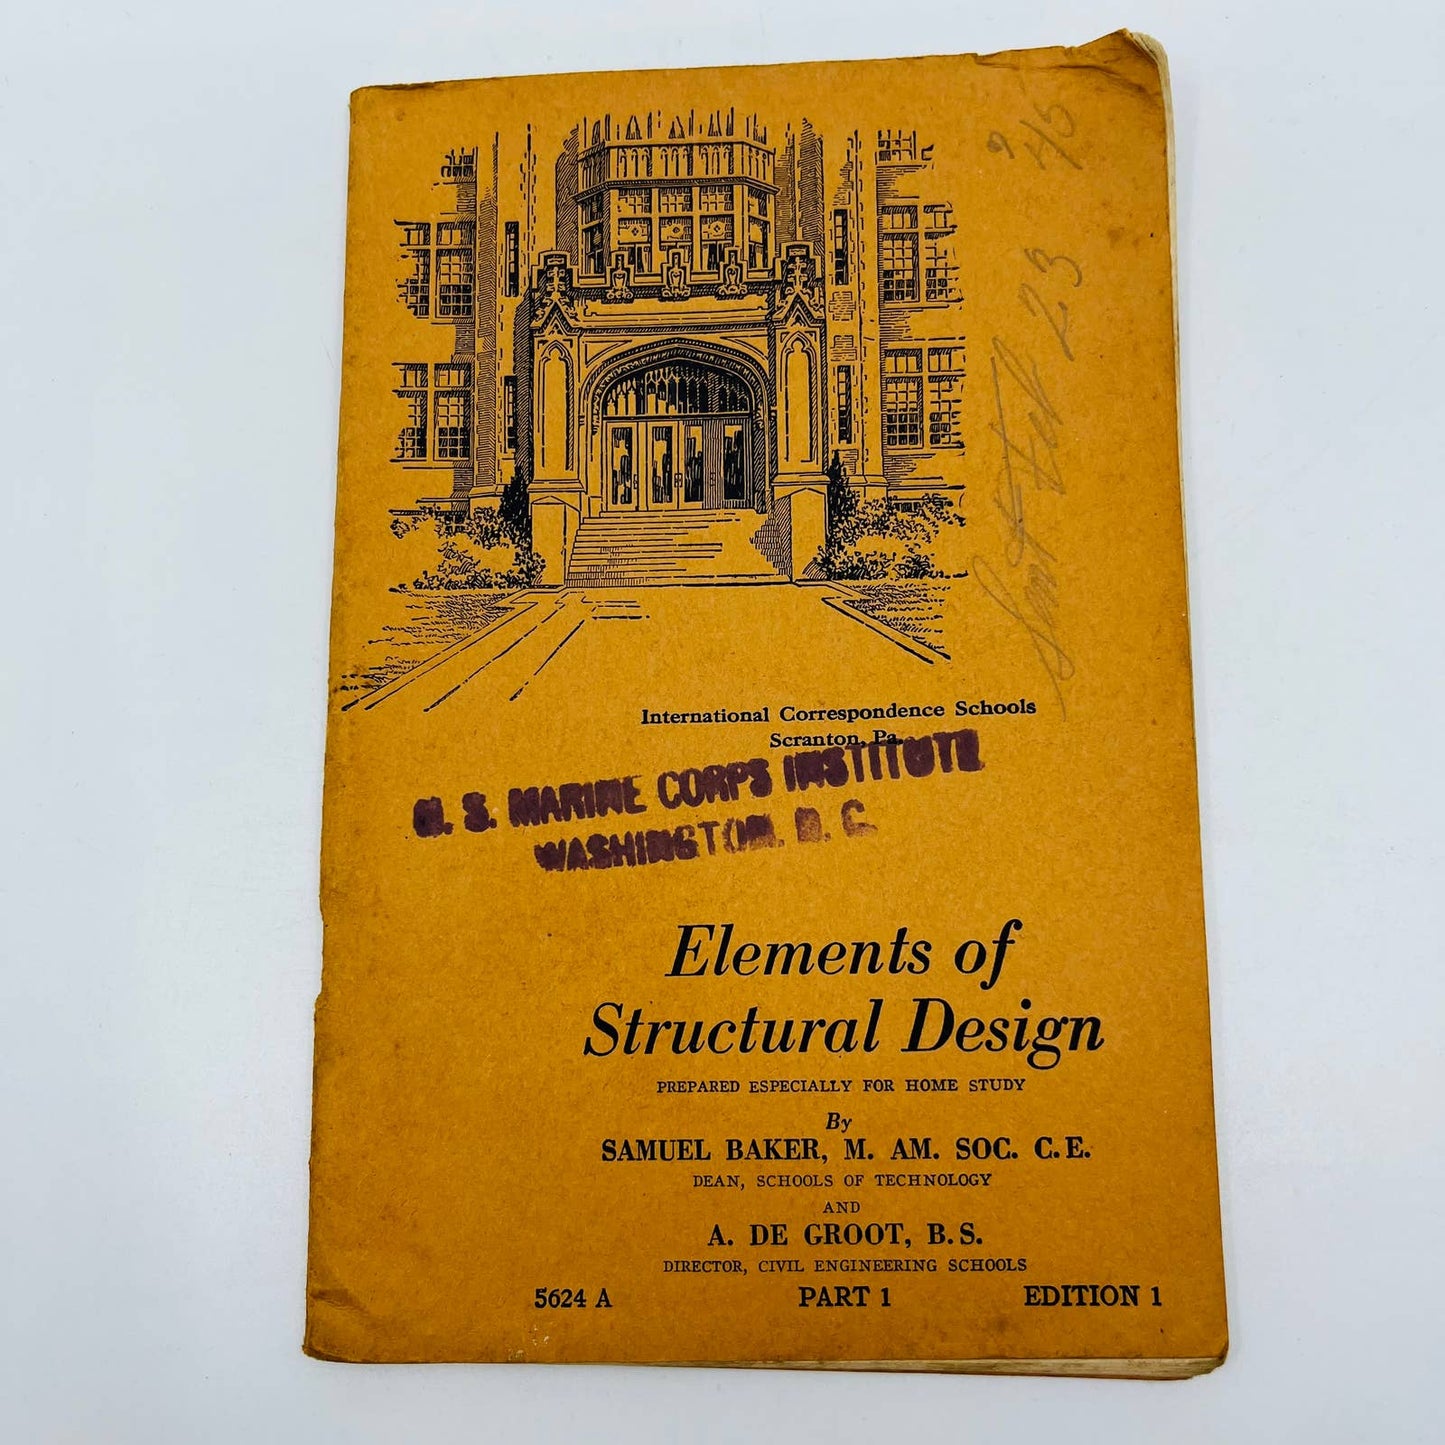 International Correspondence Schools
Scranton, Pa.
U. S. MARINE CORPS INSTITUTE
WASHINGTON, D. C.
Elements of
Structural Design
PREPARED ESPECIALLY FOR HOME STUDY
By
SAMUEL BAKER, M. AM. SOC. C.E.
DEAN, SCHOOLS OF TECHNOLOGY
AND
A. DE GROOT, B.S.
DIRECTOR, CIVIL ENGINEERING SCHOOLS
5624 A PART 1 EDITION 1
23 '45